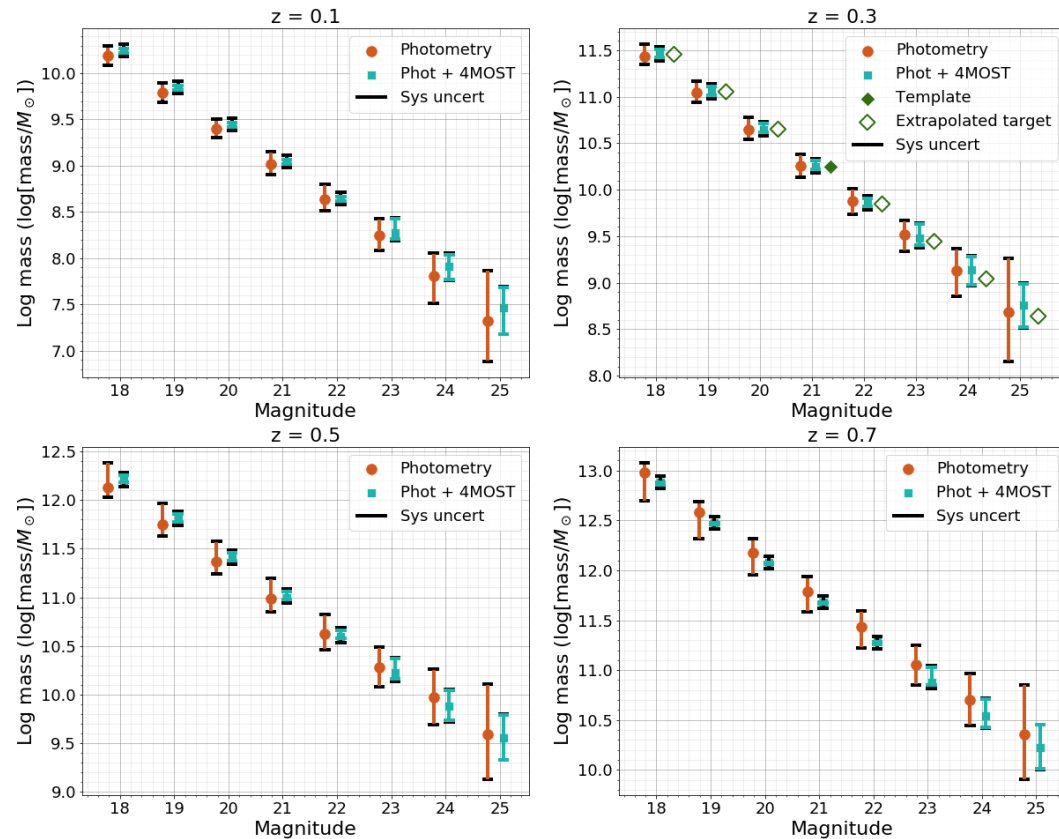 z = 0.1
Log mass (log[mass/M⊙])
10.0
9.5
9.0
8.5
8.0
7.5
7.0
Photometry
Phot + 4MOST
Sys uncert
18 19 20 21 22 23 24 25
Magnitude
z = 0.3
Log mass (log[mass/M⊙])
11.5
11.0
10.5
10.0
9.5
9.0
8.5
8.0
Photometry
Phot + 4MOST
Template
Extrapolated target
Sys uncert
18 19 20 21 22 23 24 25
Magnitude
z = 0.5
Log mass (log[mass/M⊙])
12.5
12.0
11.5
11.0
10.5
10.0
9.5
9.0
Photometry
Phot + 4MOST
Sys uncert
18 19 20 21 22 23 24 25
Magnitude
z = 0.7
Log mass (log[mass/M⊙])
13.0
12.5
12.0
11.5
11.0
10.5
10.0
Photometry
Phot + 4MOST
Sys uncert
18 19 20 21 22 23 24 25
Magnitude